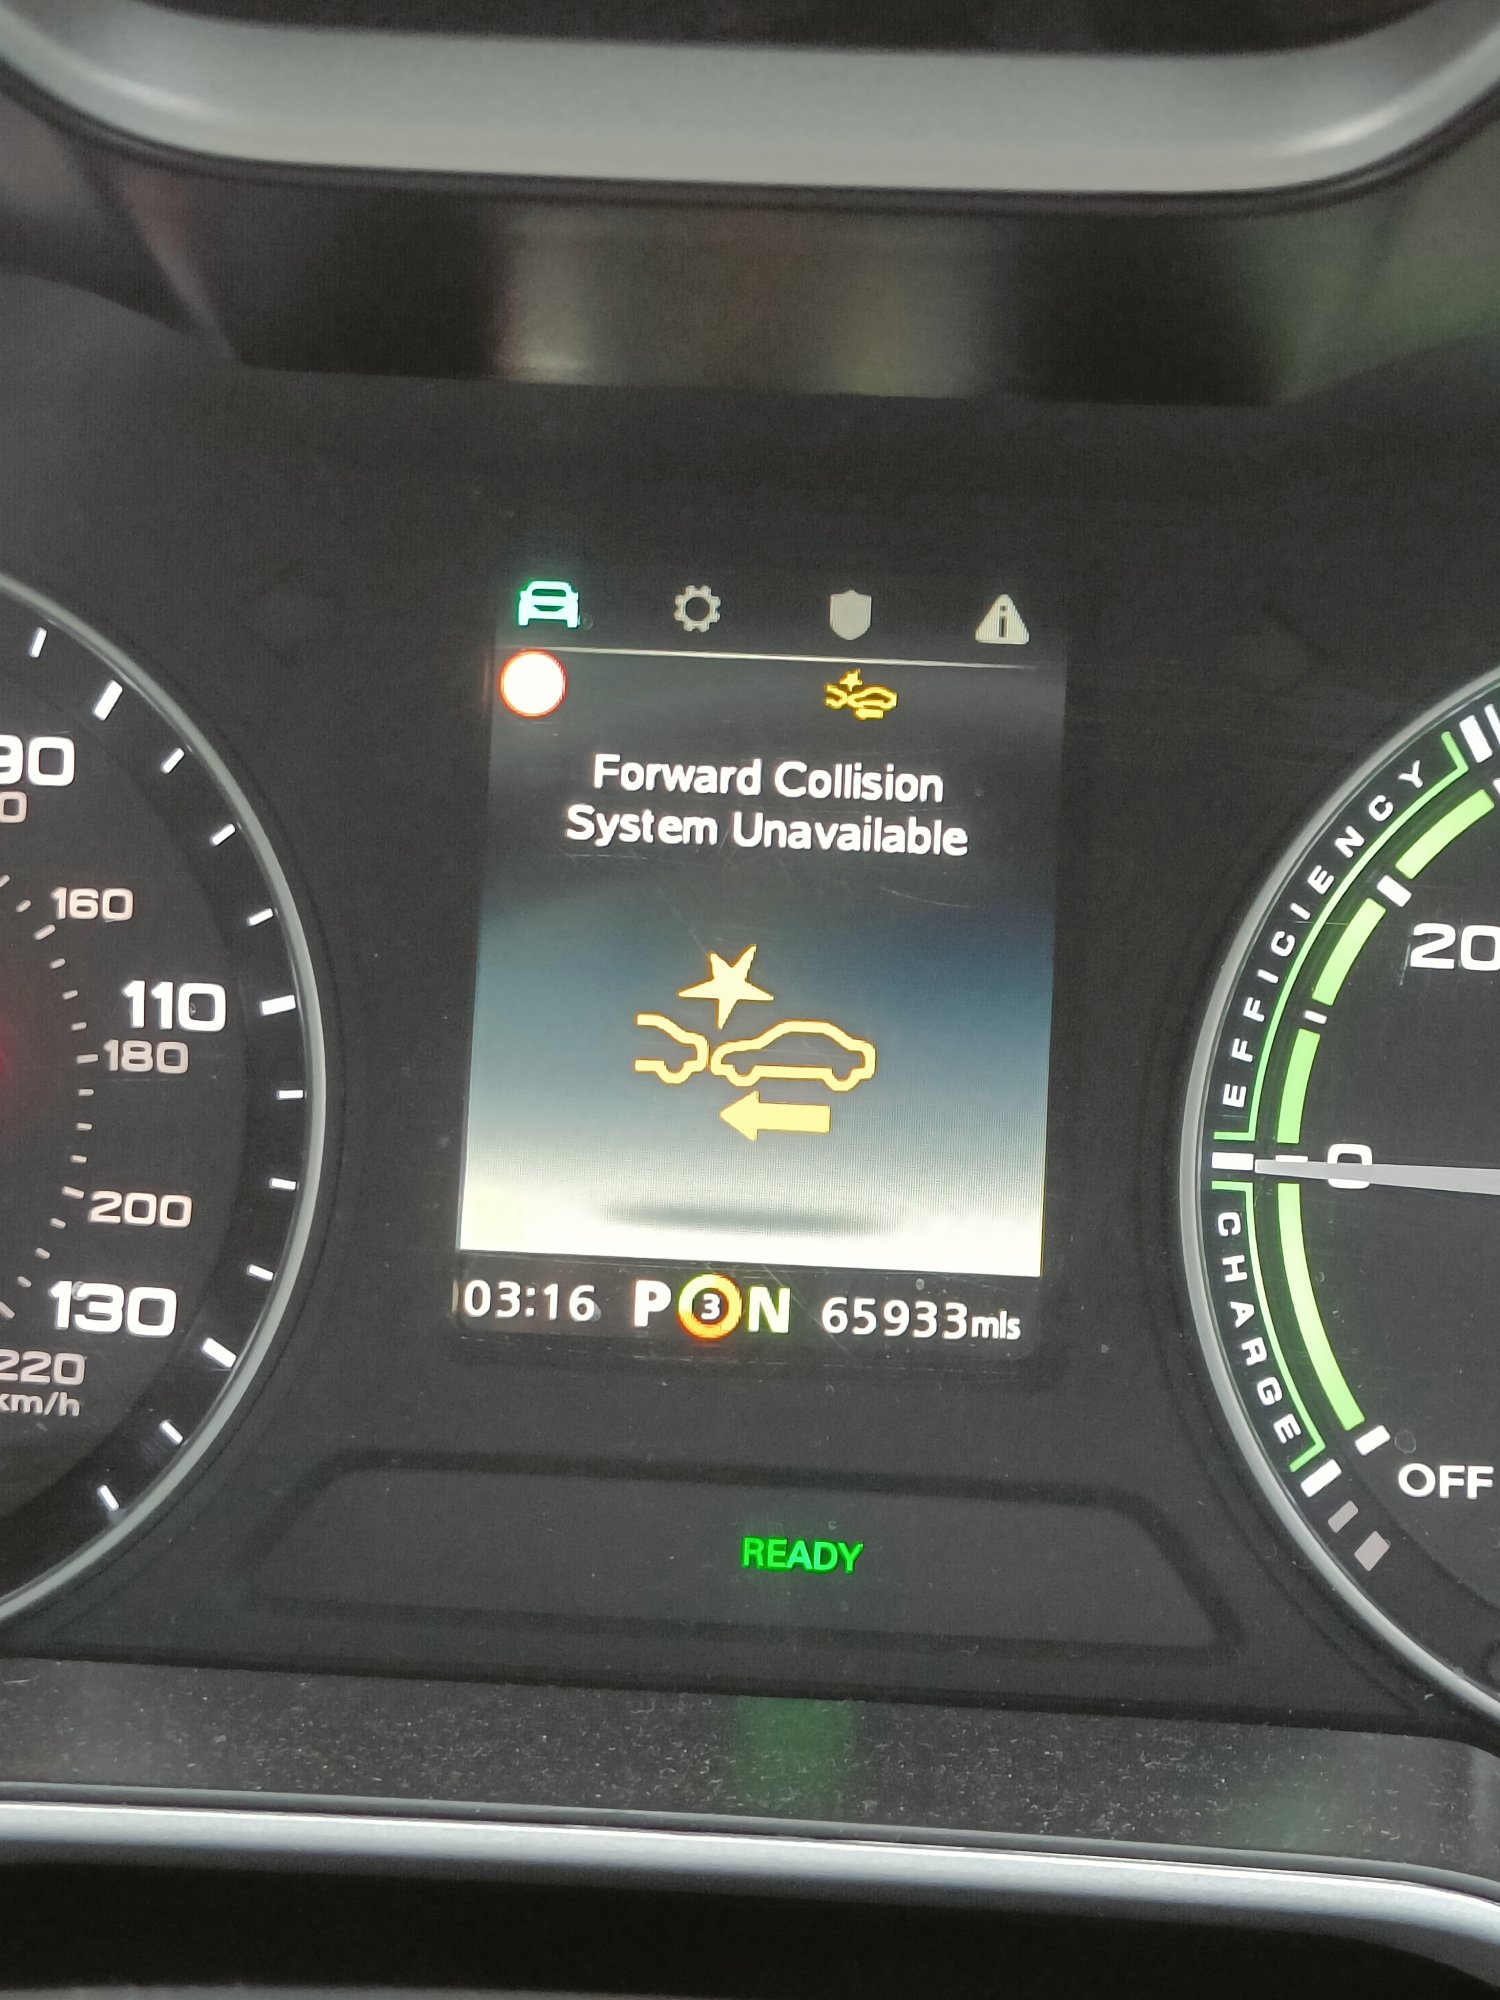 Forward Collision
System Unavailable
03:16 P 3 N 65933mls
READY
160
110
180
200
130
220
km/h
EFFICIENCY
20
0
CHARGE
OFF